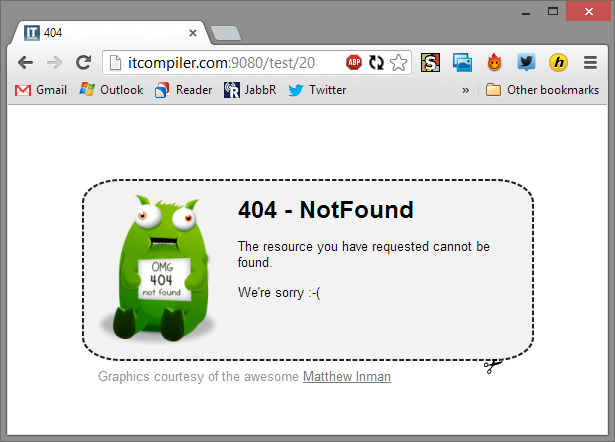 IT 404
itcompiler.com:9080/test/20
ABP
S
h
Gmail Outlook Reader JabbR Twitter » Other bookmarks
404 - NotFound
The resource you have requested cannot be
found.
We're sorry :-(
OMG
404
not found
Graphics courtesy of the awesome Matthew Inman